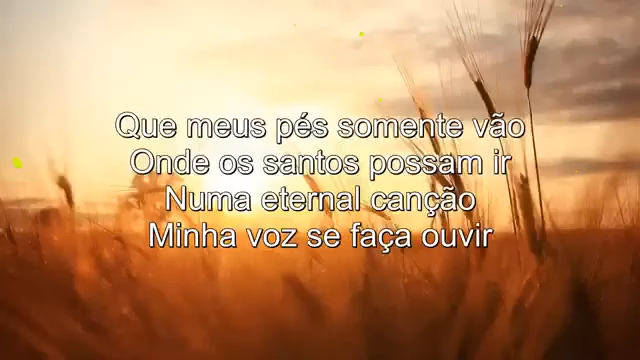 Que meus pés somente vão
Onde os santos possam ir
Numa eternal canção
Minha voz se faça ouvir